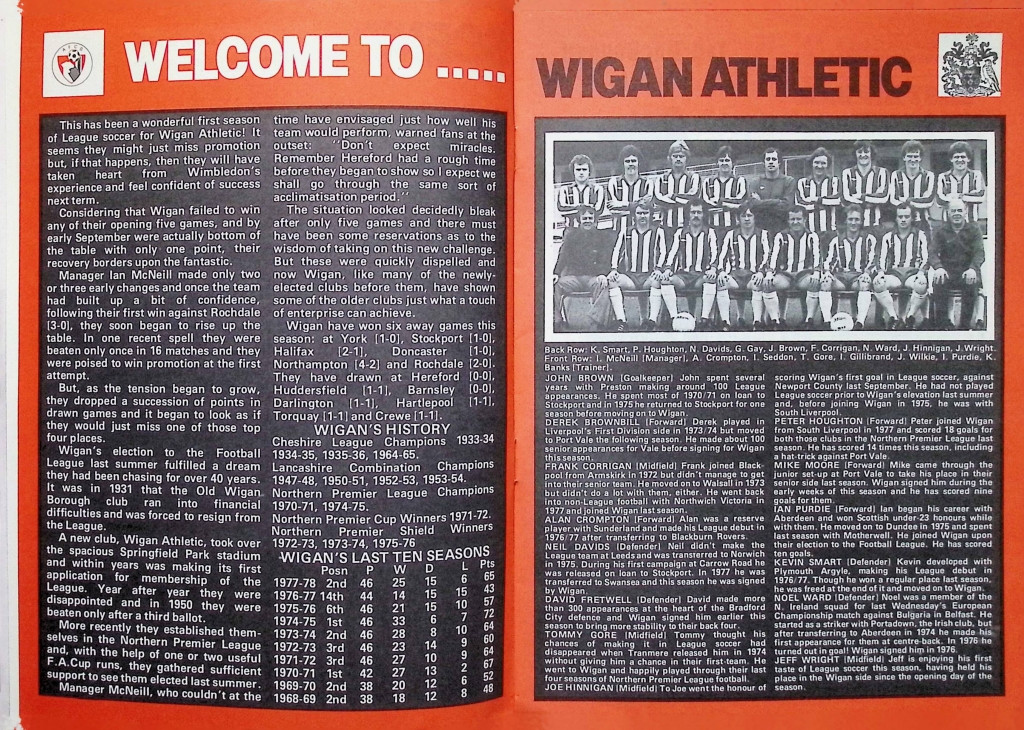 WELCOME TO .....
This has been a wonderful first season
of League soccer for Wigan Athletic! It
seems they might just miss promotion
but, if that happens, then they will have
taken heart from Wimbledon's
experience and feel confident of success
next term.
Considering that Wigan failed to win
any of their opening five games, and by
early September were actually bottom of
the table with only one point, their
recovery borders upon the fantastic.
Manager Ian McNeill made only two
or three early changes and once the team
had built up a bit of confidence,
following their first win against Rochdale
[3-0], they soon began to rise up the
table. In one recent spell they were
beaten only once in 16 matches and they
were poised to win promotion at the first
attempt.
But, as the tension began to grow,
they dropped a succession of points in
drawn games and it began to look as if
they would just miss one of those top
four places.
Wigan's election to the Football
League last summer fulfilled a dream
they had been chasing for over 40 years.
It was in 1931 that the Old Wigan
Borough club ran into financial
difficulties and was forced to resign from
the League.
A new club, Wigan Athletic, took over
the spacious Springfield Park stadium
and within years was making its first
application for membership of the
League. Year after year they were
disappointed and in 1950 they were
beaten only after a third ballot.
More recently they established them-
selves in the Northern Premier League
and, with the help of one or two useful
F.A.Cup runs, they gathered sufficient
support to see them elected last summer.
Manager McNeill, who couldn't at the
time have envisaged just how well his
team would perform, warned fans at the
outset: "Don't expect miracles.
Remember Hereford had a rough time
before they began to show so I expect we
shall go through the same sort of
acclimatisation period."
The situation looked decidedly bleak
after only five games and there must
have been some reservations as to the
wisdom of taking on this new challenge.
But these were quickly dispelled and
now Wigan, like many of the newly-
elected clubs before them, have shown
some of the older clubs just what a touch
of enterprise can achieve.
Wigan have won six away games this
season: at York [1-0], Stockport [1-0]
Halifax [2-1], Doncaster [1-0],
Northampton [4-2] and Rochdale [2-0].
They have drawn at Hereford [0-0],
Huddersfield [1-1], Barnsley [0-0],
Darlington [1-1], Hartlepool [1-1],
Torquay [1-1] and Crewe [1-1].
WIGAN'S HISTORY
Cheshire League Champions 1933-34
1934-35, 1935-36, 1964-65.
Lancashire Combination Champions
1947-48, 1950-51, 1952-53, 1953-54.
Northern Premier League Champions
1970-71, 1974-75.
Northern Premier Cup Winners 1971-72.
Northern Premier Shield Winners
1972-73, 1973-74, 1975-76
WIGAN'S LAST TEN SEASONS
Posn P W D L Pts
1977-78 2nd 46 25 15 6 65
1976-77 14th 44 14 15 15 43
1975-76 6th 46 21 15 10 57
1974-75 1st 46 33 6 7 72
1973-74 2nd 46 28 8 10 64
1972-73 3rd 46 23 14 9 60
1971-72 3rd 46 27 10 9 64
1970-71 1st 42 27 13 2 67
1969-70 2nd 38 20 12 6 52
1968-69 2nd 38 18 12 8 48
WIGAN ATHLETIC
Back Row: K. Smart, P. Houghton, N. Davids, G. Gay, J. Brown, F. Corrigan, N. Ward, J. Hinnigan, J. Wright.
Front Row: I. McNeill [Manager], A. Crompton, I. Seddon, T. Gore, I. Gillibrand, J. Wilkie, I. Purdie, K.
Banks [Trainer].
JOHN BROWN [Goalkeeper] John spent several
years with Preston making around 100 League
appearances. He spent most of 1970/71 on loan to
Stockport and in 1975 he returned to Stockport for one
season before moving on to Wigan.
DEREK BROWNBILL [Forward] Derek played in
Liverpool's First Division side in 1973/74 but moved
to Port Vale the following season. He made about 100
senior appearances for Vale before signing for Wigan
this season.
FRANK CORRIGAN [Midfield] Frank joined Black-
pool from Armskirk in 1972 but didn't manage to get
into their senior team. He moved on to Walsall in 1973
but didn't do a lot with them, either. He went back
into non-League football with Northwich Victoria in
1977 and joined Wigan last season.
ALAN CROMPTON [Forward] Alan was a reserve
player with Sunderland and made his League debut in
1976/77 after transferring to Blackburn Rovers.
NEIL DAVIDS [Defender] Neil didn't make the
League team at Leeds and was transferred to Norwich
in 1975. During his first campaign at Carrow Road he
was released on loan to Stockport. In 1977 he was
transferred to Swansea and this season he was signed
by Wigan.
DAVID FRETWELL [Defender] David made more
than 300 appearances at the heart of the Bradford
City defence and Wigan signed him earlier this
season to bring more stability to their back four.
TOMMY GORE [Midfield] Tommy thought his
chances of making it in League soccer had
disappeared when Tranmere released him in 1974
without giving him a chance in their first-team. He
went to Wigan and happily played through their last
four seasons of Northern Premier League football.
JOE HINNIGAN [Midfield] To Joe went the honour of
scoring Wigan's first goal in League soccer, against
Newport County last September. He had not played
League soccer prior to Wigan's elevation last summer
and, before joining Wigan in 1975, he was with
South Liverpool.
PETER HOUGHTON [Forward] Peter joined Wigan
from South Liverpool in 1977 and scored 18 goals for
both those clubs in the Northern Premier League last
season. He has scored 14 times this season, including
a hat-trick against Port Vale.
MIKE MOORE [Forward] Mike came through the
junior set-up at Port Vale to take his place in their
senior side last season. Wigan signed him during the
early weeks of this season and he has scored nine
goals for them.
IAN PURDIE [Forward] Ian began his career with
Aberdeen and won Scottish under-23 honours while
with them. He moved on to Dundee in 1975 and spent
last season with Motherwell. He joined Wigan upon
their election to the Football League. He has scored
ten goals.
KEVIN SMART [Defender] Kevin developed with
Plymouth Argyle, making his League debut in
1976/77. Though he won a regular place last season,
he was freed at the end of it and moved to Wigan.
NOEL WARD [Defender] Noel was a member of the
N. Ireland squad for last Wednesday's European
Championship match against Bulgaria in Belfast. He
started as a striker with Portadown, the Irish club, but
after transferring to Aberdeen in 1974 he made his
first appearance for them at centre-back. In 1976 he
turned out in goal! Wigan signed him in 1976.
JEFF WRIGHT [Midfield] Jeff is enjoying his first
taste of League soccer this season, having held his
place in the Wigan side since the opening day of the
season.